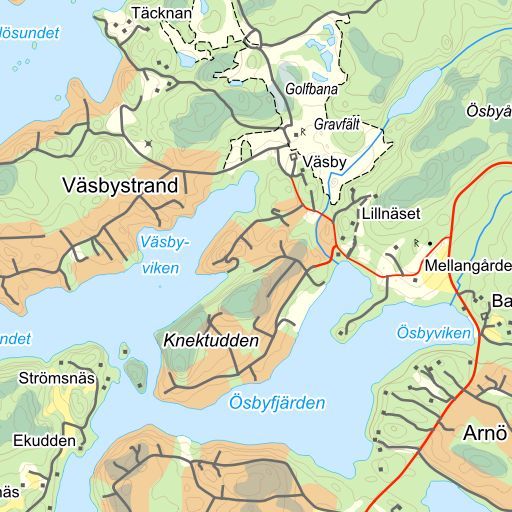 Täcknan
lösundet
Golfbana
Gravfält
Ösbyå
R
Väsby
Väsbystrand
Lillnäset
Väsby-
viken
R
Mellangårde
Ba
Ösbyviken
Knektudden
ndet
Strömsnäs
Ösbyfjärden
Ekudden
Arnö
näs